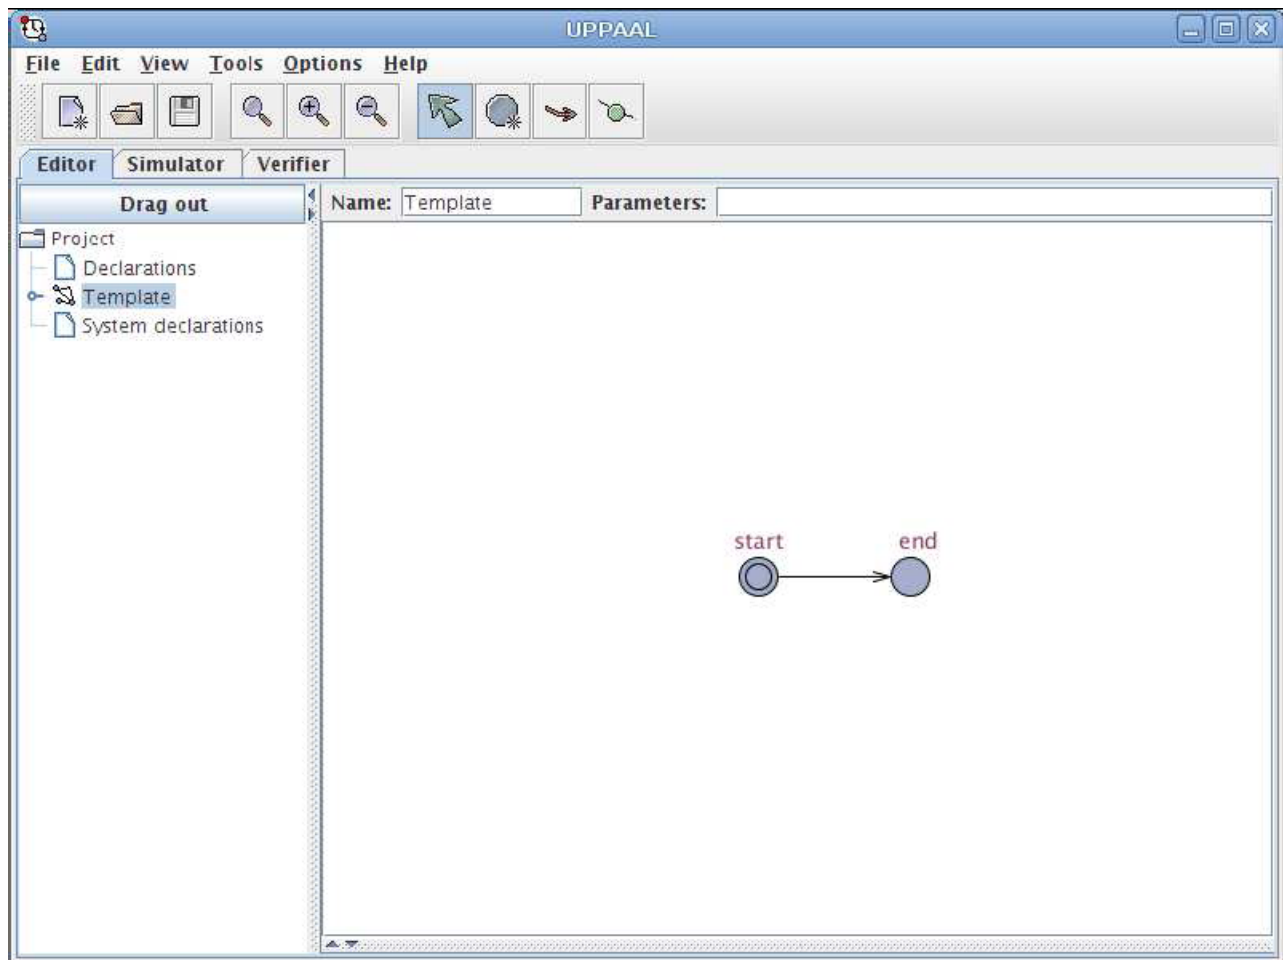 UPPAAL
File Edit View Tools Options Help
Editor Simulator Verifier
Drag out
Name: Template Parameters:
Project
Declarations
Template
System declarations
start end